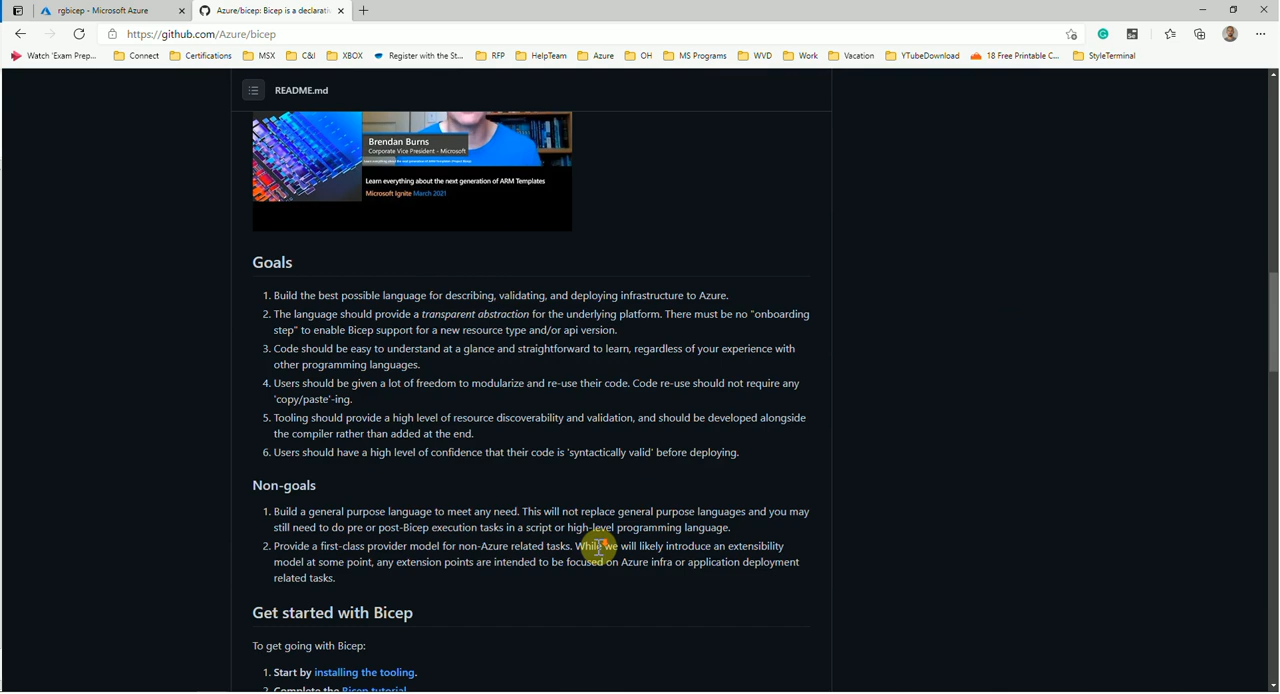 rgbicep - Microsoft Azure
Azure/bicep: Bicep is a declarativ
https://github.com/Azure/bicep
Watch 'Exam Prep... Connect Certifications MSX C&I XBOX Register with the St... RFP HelpTeam Azure OH MS Programs WVD Work Vacation YTubeDownload 18 Free Printable C... StyleTerminal
README.md
Brendan Burns
Corporate Vice President - Microsoft
Learn everything about the next generation of ARM Templates
Microsoft Ignite March 2021
Goals
1. Build the best possible language for describing, validating, and deploying infrastructure to Azure.
2. The language should provide a transparent abstraction for the underlying platform. There must be no "onboarding
step" to enable Bicep support for a new resource type and/or api version.
3. Code should be easy to understand at a glance and straightforward to learn, regardless of your experience with
other programming languages.
4. Users should be given a lot of freedom to modularize and re-use their code. Code re-use should not require any
'copy/paste'-ing.
5. Tooling should provide a high level of resource discoverability and validation, and should be developed alongside
the compiler rather than added at the end.
6. Users should have a high level of confidence that their code is 'syntactically valid' before deploying.
Non-goals
1. Build a general purpose language to meet any need. This will not replace general purpose languages and you may
still need to do pre or post-Bicep execution tasks in a script or high-level programming language.
2. Provide a first-class provider model for non-Azure related tasks. While we will likely introduce an extensibility
model at some point, any extension points are intended to be focused on Azure infra or application deployment
related tasks.
Get started with Bicep
To get going with Bicep:
1. Start by installing the tooling.
2. Complete the Bicep tutorial